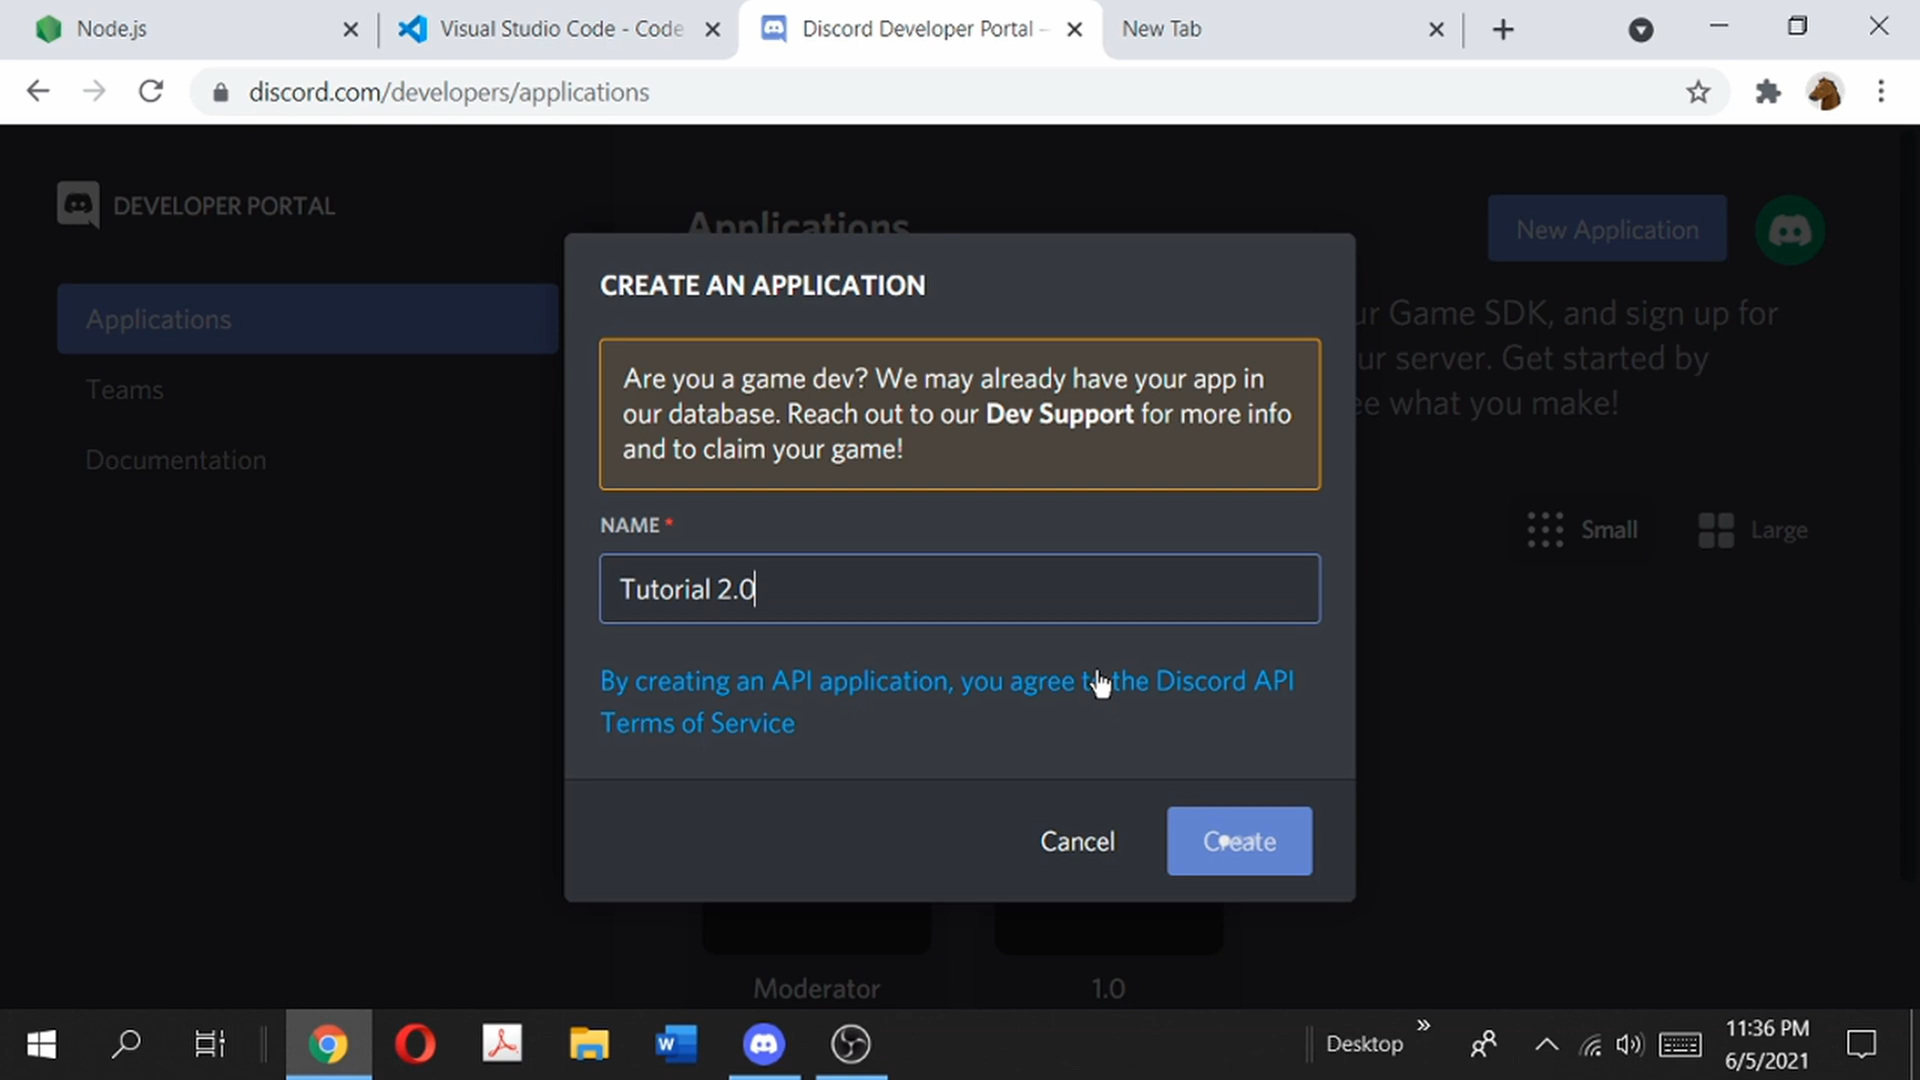 Node.js
Visual Studio Code - Code
Discord Developer Portal -
New Tab
discord.com/developers/applications
DEVELOPER PORTAL
Applications
New Application
Applications
Teams
Documentation
ur Game SDK, and sign up for
ur server. Get started by
ee what you make!
CREATE AN APPLICATION
Are you a game dev? We may already have your app in
our database. Reach out to our Dev Support for more info
and to claim your game!
NAME *
Tutorial 2.0
By creating an API application, you agree to the Discord API
Terms of Service
Small
Large
Cancel
Create
Moderator
1.0
Desktop
11:36 PM
6/5/2021